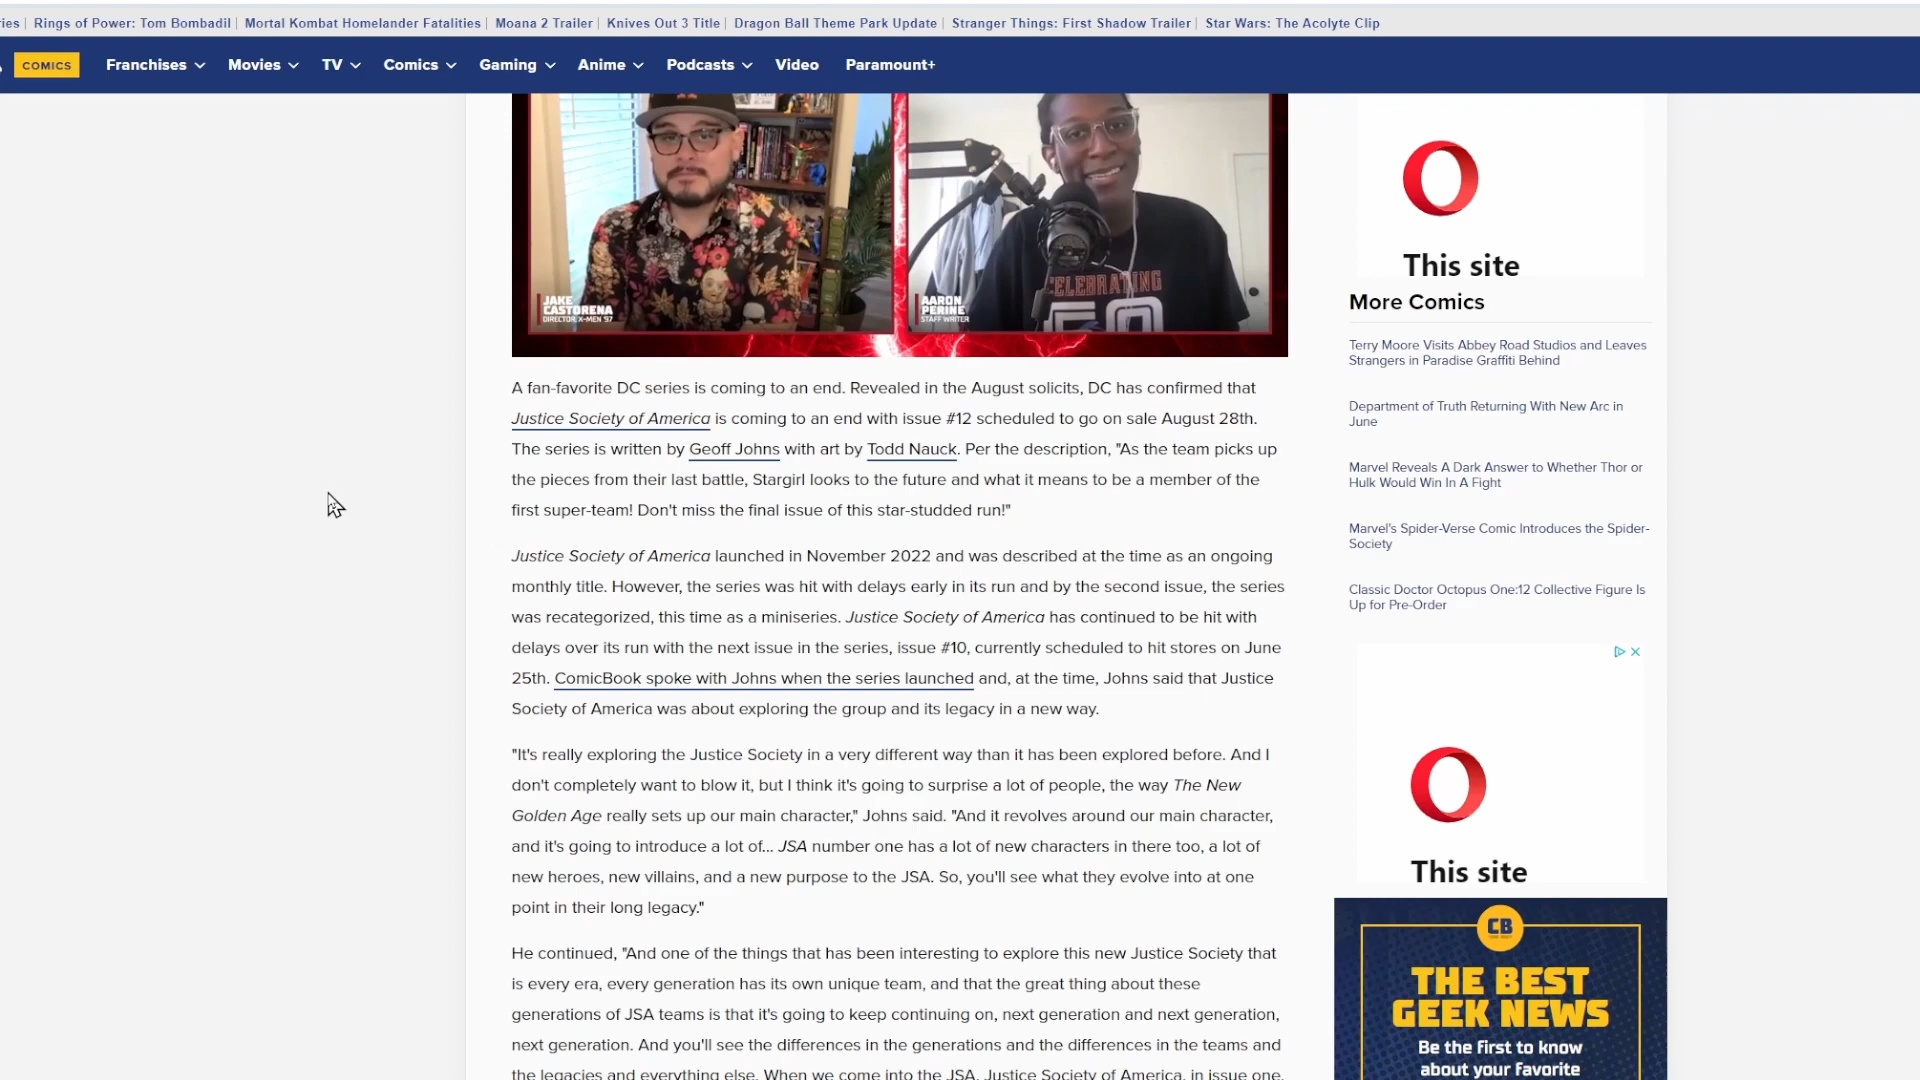 ies | Rings of Power: Tom Bombadil | Mortal Kombat Homelander Fatalities | Moana 2 Trailer | Knives Out 3 Title | Dragon Ball Theme Park Update | Stranger Things: First Shadow Trailer | Star Wars: The Acolyte Clip
COMICS Franchises Movies TV Comics Gaming Anime Podcasts Video Paramount+
CELEBRATING
50
JAKE
CASTORENA
DIRECTOR X-MEN '97
AARON
PERINE
STAFF WRITER
A fan-favorite DC series is coming to an end. Revealed in the August solicits, DC has confirmed that
Justice Society of America is coming to an end with issue #12 scheduled to go on sale August 28th.
The series is written by Geoff Johns with art by Todd Nauck. Per the description, "As the team picks up
the pieces from their last battle, Stargirl looks to the future and what it means to be a member of the
first super-team! Don't miss the final issue of this star-studded run!"
Justice Society of America launched in November 2022 and was described at the time as an ongoing
monthly title. However, the series was hit with delays early in its run and by the second issue, the series
was recategorized, this time as a miniseries. Justice Society of America has continued to be hit with
delays over its run with the next issue in the series, issue #10, currently scheduled to hit stores on June
25th. ComicBook spoke with Johns when the series launched and, at the time, Johns said that Justice
Society of America was about exploring the group and its legacy in a new way.
"It's really exploring the Justice Society in a very different way than it has been explored before. And I
don't completely want to blow it, but I think it's going to surprise a lot of people, the way The New
Golden Age really sets up our main character," Johns said. "And it revolves around our main character,
and it's going to introduce a lot of... JSA number one has a lot of new characters in there too, a lot of
new heroes, new villains, and a new purpose to the JSA. So, you'll see what they evolve into at one
point in their long legacy."
He continued, "And one of the things that has been interesting to explore this new Justice Society that
is every era, every generation has its own unique team, and that the great thing about these
generations of JSA teams is that it's going to keep continuing on, next generation and next generation,
next generation. And you'll see the differences in the generations and the differences in the teams and
the legacies and everything else. When we come into the JSA, Justice Society of America, in issue one,
This site
More Comics
Terry Moore Visits Abbey Road Studios and Leaves
Strangers in Paradise Graffiti Behind
Department of Truth Returning With New Arc in
June
Marvel Reveals A Dark Answer to Whether Thor or
Hulk Would Win In A Fight
Marvel's Spider-Verse Comic Introduces the Spider-
Society
Classic Doctor Octopus One:12 Collective Figure Is
Up for Pre-Order
This site
CB
THE BEST
GEEK NEWS
Be the first to know
about your favorite